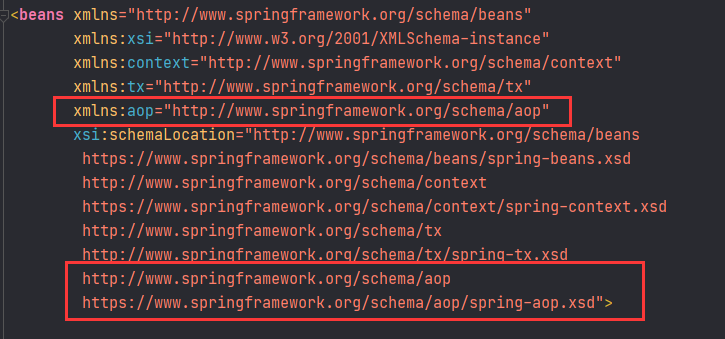 <beans xmlns="http://www.springframework.org/schema/beans"
xmlns:xsi="http://www.w3.org/2001/XMLSchema-instance"
xmlns:context="http://www.springframework.org/schema/context"
xmlns:tx="http://www.springframework.org/schema/tx"
xmlns:aop="http://www.springframework.org/schema/aop"
xsi:schemaLocation="http://www.springframework.org/schema/beans
https://www.springframework.org/schema/beans/spring-beans.xsd
http://www.springframework.org/schema/context
https://www.springframework.org/schema/context/spring-context.xsd
http://www.springframework.org/schema/tx
http://www.springframework.org/schema/tx/spring-tx.xsd
http://www.springframework.org/schema/aop
https://www.springframework.org/schema/aop/spring-aop.xsd">